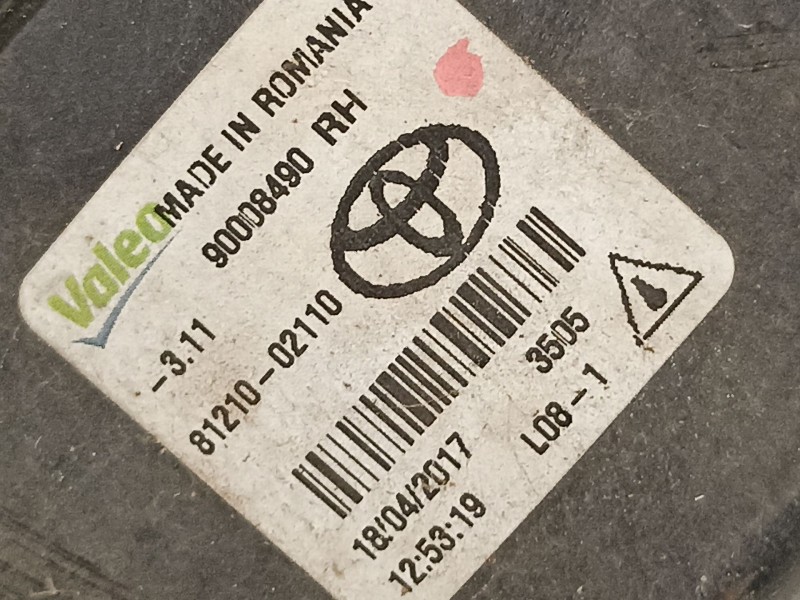 Valeo MADE IN ROMANIA
90008490 RH
-3.11
81210-02110
3505
18/04/2017 L08-1
12:53:19